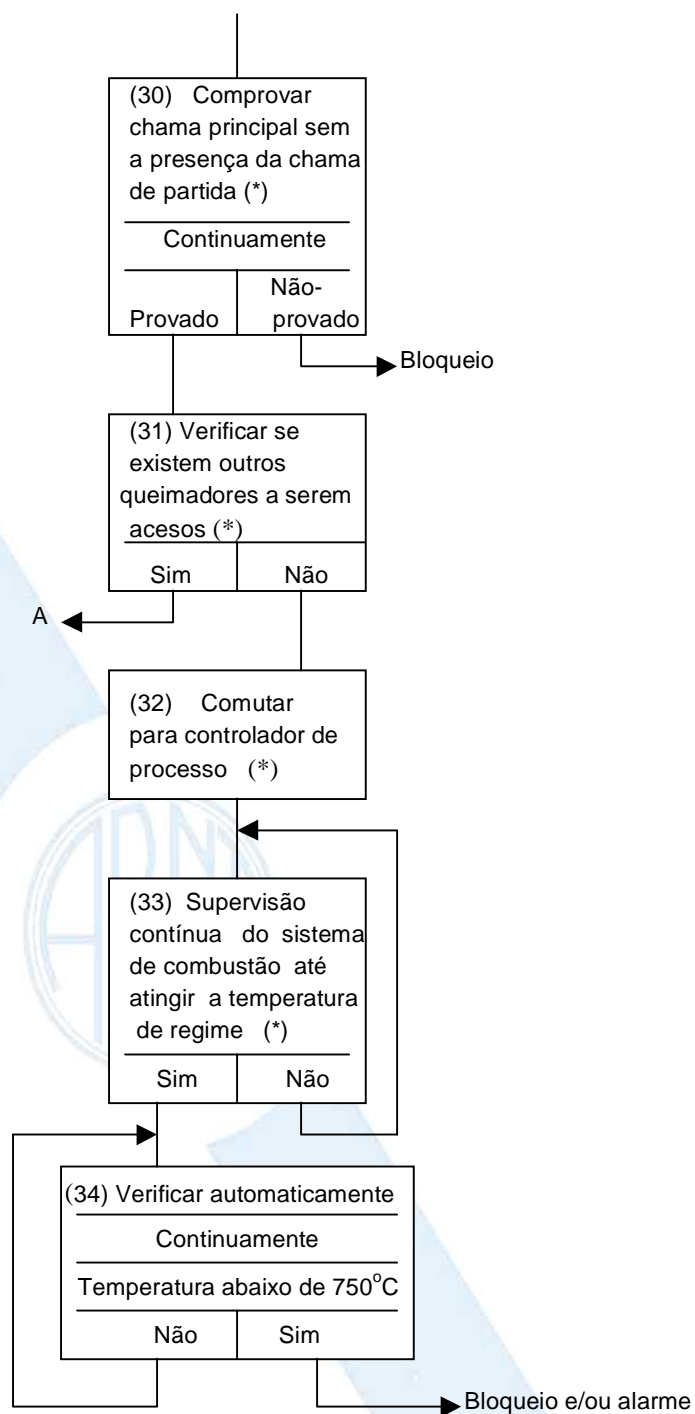 (30) Comprovar
chama principal sem
a presença da chama
de partida (*)
Continuamente
Provado
Não-
provado
Bloqueio
(31) Verificar se
existem outros
queimadores a serem
acesos (*)
Sim
Não
A
(32) Comutar
para controlador de
processo (*)
(33) Supervisão
contínua do sistema
de combustão até
atingir a temperatura
de regime (*)
Sim
Não
(34) Verificar automaticamente
Continuamente
Temperatura abaixo de 750°C
Não
Sim
Bloqueio e/ou alarme